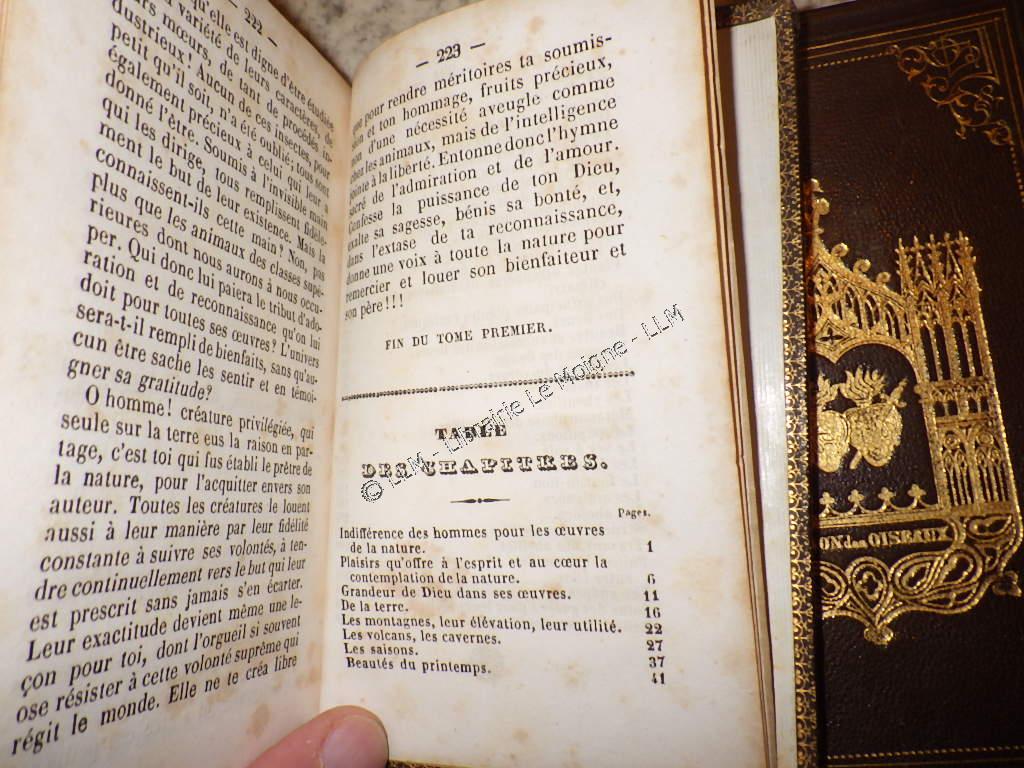 — 222 —
qu'elle est digne d'être étudiée
variété de leurs caractères, de
leurs mœurs, de tant de procédés in-
dustrieux! Aucun de ces insectes, pour
petit qu'il soit, n'a été oublié; tous sont
également précieux à celui qui leur a
donné l'être. Soumis à l'invisible main
qui les dirige, tous remplissent fidèle-
ment le but de leur existence. Mais la
connaissent-ils cette main? Non, pas
plus que les animaux des classes supé-
rieures dont nous aurons à nous occu-
per. Qui donc lui paiera le tribut d'ado-
ration et de reconnaissance qu'on lui
doit pour toutes ses œuvres? L'univers
sera-t-il rempli de bienfaits, sans qu'au-
cun être sache les sentir et en témoi-
gner sa gratitude?
O homme! créature privilégiée, qui
seule sur la terre eus la raison en par-
tage, c'est toi qui fus établi le prêtre de
la nature, pour l'acquitter envers son
auteur. Toutes les créatures le louent
aussi à leur manière par leur fidélité
constante à suivre ses volontés, à ten-
dre continuellement vers le but qui leur
est prescrit sans jamais s'en écarter.
Leur exactitude devient même une le-
çon pour toi, dont l'orgueil si souvent
ose résister à cette volonté suprême qui
régit le monde. Elle ne te créa libre
— 223 —
que pour rendre méritoires ta soumis-
sion et ton hommage, fruits précieux,
non d'une nécessité aveugle comme
chez les animaux, mais de l'intelligence
jointe à la liberté. Entonne donc l'hymne
sacré de l'admiration et de l'amour.
Confesse la puissance de ton Dieu,
exalte sa sagesse, bénis sa bonté, et,
dans l'extase de ta reconnaissance,
donne une voix à toute la nature pour
remercier et louer son bienfaiteur et
son père!!!
FIN DU TOME PREMIER.
TABLE
DES CHAPITRES.
Pages.
Indifférence des hommes pour les œuvres
de la nature. 1
Plaisirs qu'offre à l'esprit et au cœur la
contemplation de la nature. 6
Grandeur de Dieu dans ses œuvres. 11
De la terre. 16
Les montagnes, leur élévation, leur utilité. 22
Les volcans, les cavernes. 27
Les saisons. 37
Beautés du printemps. 41
© LLM - Librairie Le Moigne - LLM
ON des OISEAUX